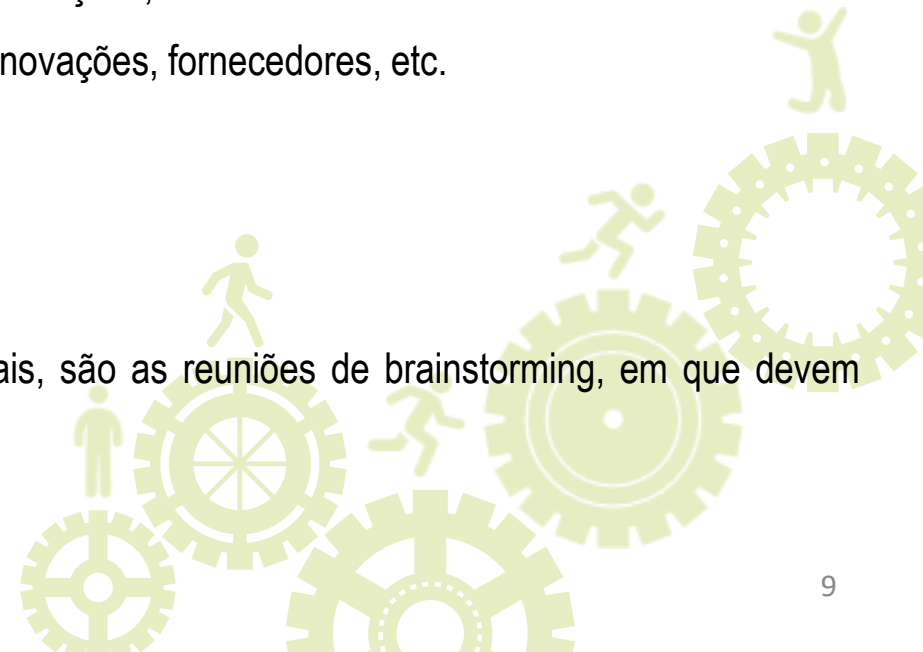 novações, fornecedores, etc.
ais, são as reuniões de brainstorming, em que devem
9